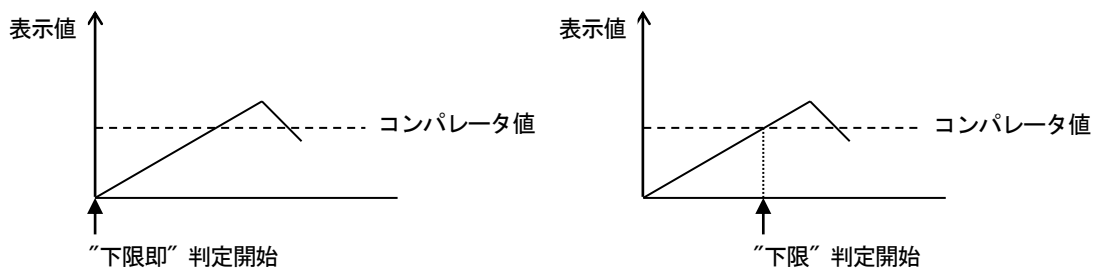 表示値
コンパレータ値
″下限即″ 判定開始
表示値
コンパレータ値
″下限″ 判定開始